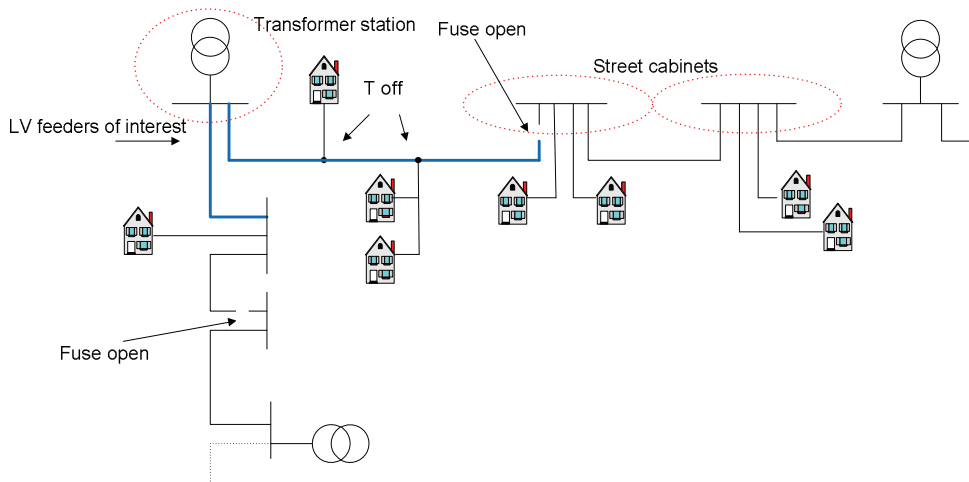 Transformer station
Fuse open
Street cabinets
T off
LV feeders of interest
Fuse open